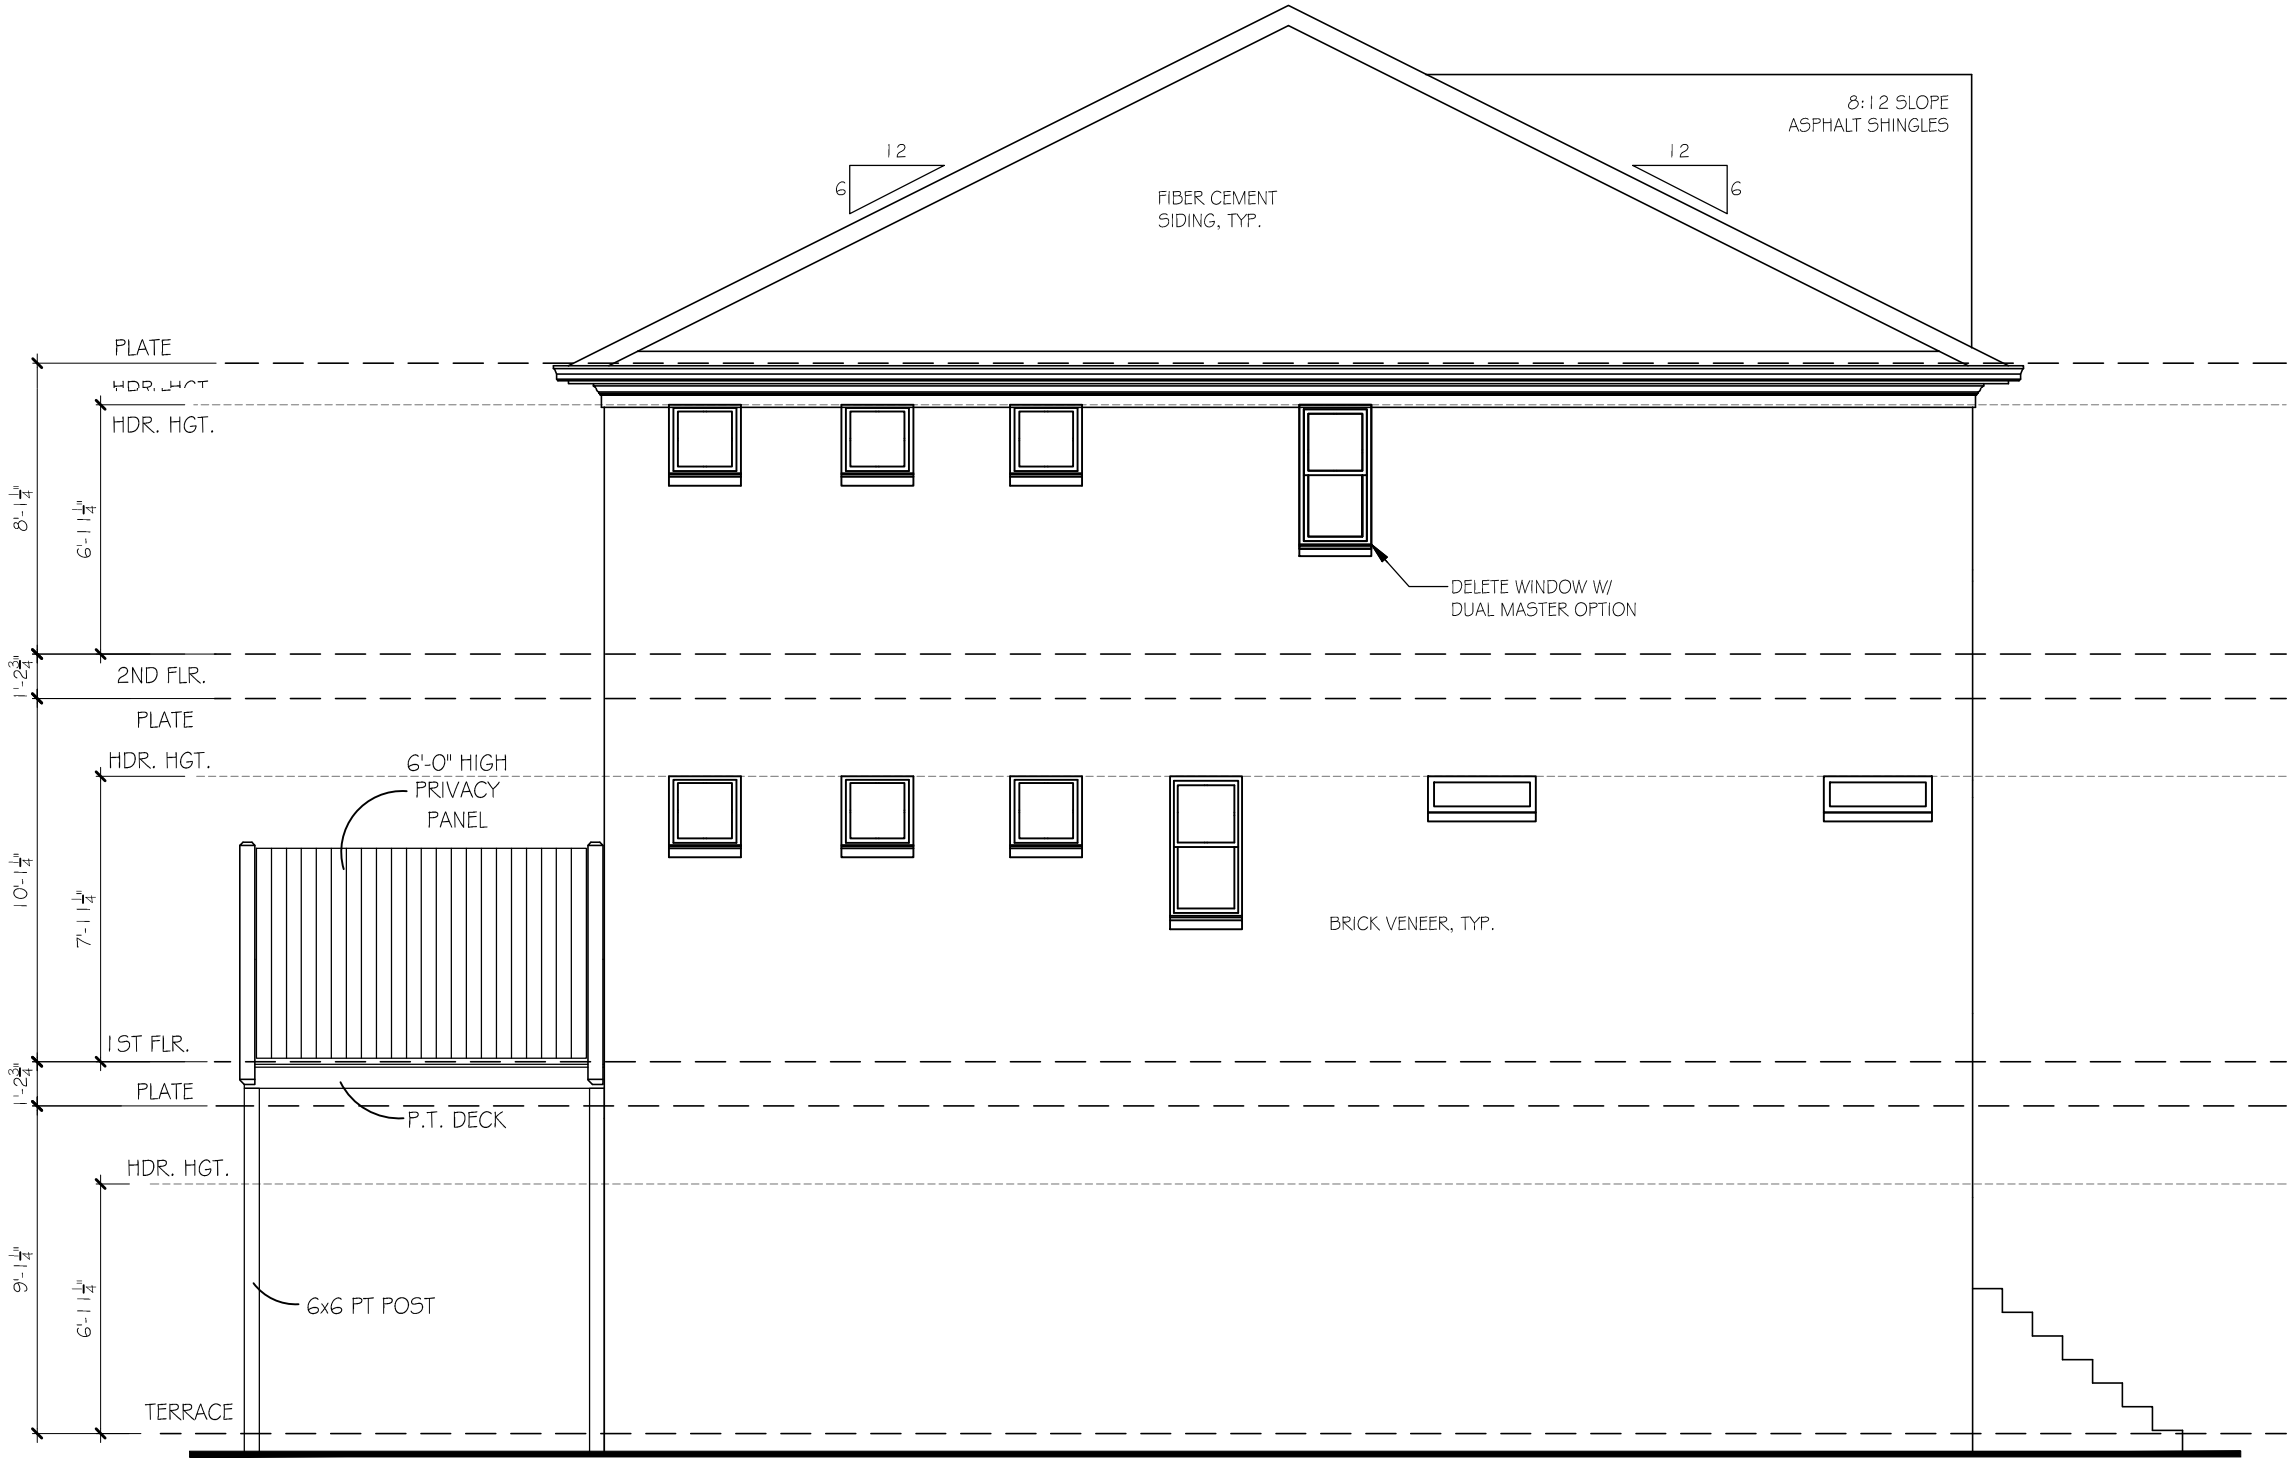 8:12 SLOPE
ASPHALT SHINGLES
12
6
12
6
FIBER CEMENT
SIDING, TYP.
PLATE
HDR. HGT.
HDR. HGT.
8'-1 1/4"
6'-11 1/4"
DELETE WINDOW W/
DUAL MASTER OPTION
1'-2 3/4"
2ND FLR.
PLATE
HDR. HGT.
6'-0" HIGH
PRIVACY
PANEL
10'-1 1/4"
7'-11 1/4"
BRICK VENEER, TYP.
1ST FLR.
1'-2 3/4"
PLATE
P.T. DECK
HDR. HGT.
9'-1 1/4"
6'-11 1/4"
6x6 PT POST
TERRACE